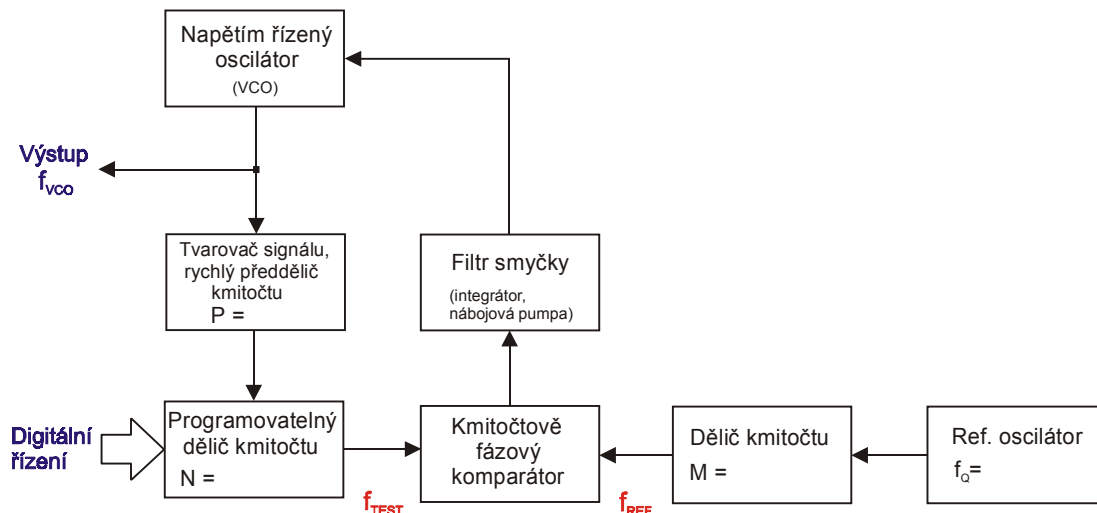 Napětím řízený
oscilátor
(VCO)
Výstup
fVCO
Tvarovač signálu,
rychlý předdělič
kmitočtu
P =
Filtr smyčky
(integrátor,
nábojová pumpa)
Digitální
řízení
Programovatelný
dělič kmitočtu
N =
fTEST
Kmitočtově
fázový
komparátor
fREF
Dělič kmitočtu
M =
Ref. oscilátor
fQ=